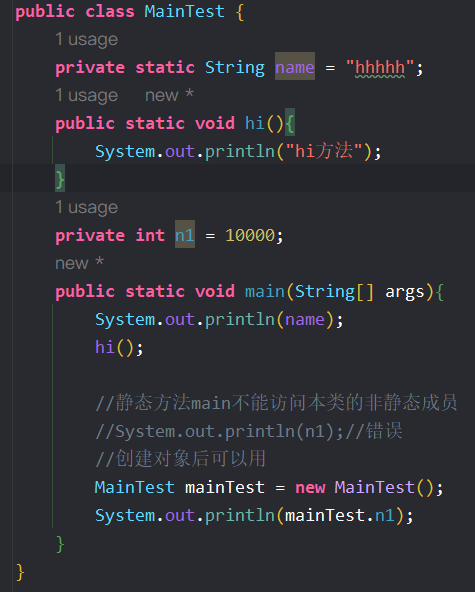 public class MainTest {
1 usage
private static String name = "hhhhh";
1 usage new *
public static void hi(){
System.out.println("hi方法");
}
1 usage
private int n1 = 10000;
new *
public static void main(String[] args){
System.out.println(name);
hi();
//静态方法main不能访问本类的非静态成员
//System.out.println(n1);//错误
//创建对象后可以用
MainTest mainTest = new MainTest();
System.out.println(mainTest.n1);
}
}